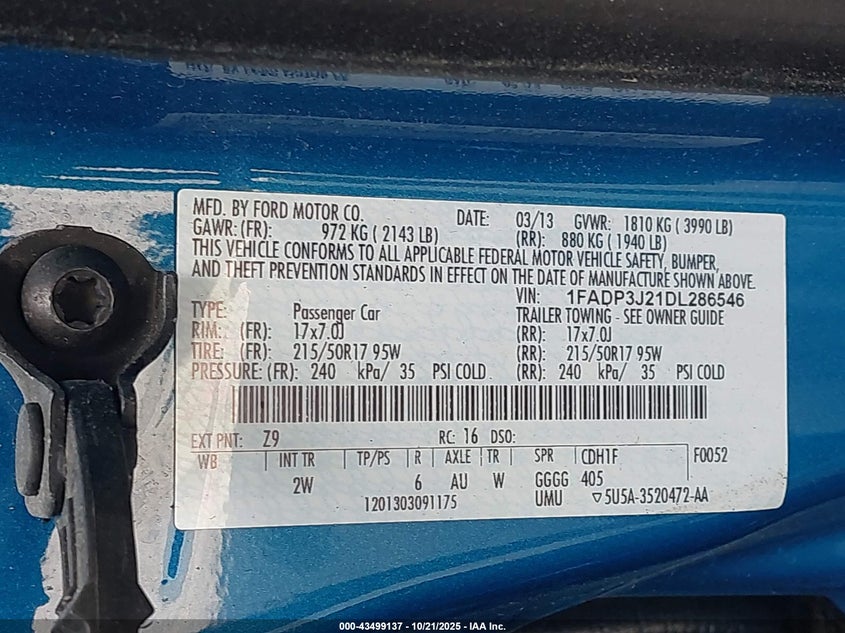 MFD. BY FORD MOTOR CO. DATE: 03/13 GVWR: 1810 KG ( 3990 LB)
GAWR: (FR): 972 KG ( 2143 LB) (RR): 880 KG ( 1940 LB)
THIS VEHICLE CONFORMS TO ALL APPLICABLE FEDERAL MOTOR VEHICLE SAFETY, BUMPER,
AND THEFT PREVENTION STANDARDS IN EFFECT ON THE DATE OF MANUFACTURE SHOWN ABOVE.
VIN: 1FADP3J21DL286546
TYPE: Passenger Car TRAILER TOWING - SEE OWNER GUIDE
RIM: (FR): 17x7.0J (RR): 17x7.0J
TIRE: (FR): 215/50R17 95W (RR): 215/50R17 95W
PRESSURE: (FR): 240 kPa/ 35 PSI COLD (RR): 240 kPa/ 35 PSI COLD
EXT PNT: Z9 RC: 16 DSO:
WB INT TR TP/PS R AXLE TR SPR CDH1F F0052
2W 6 AU W GGGG 405
1201303091175 UMU ▽5U5A-3520472-AA
000-43499137 - 10/21/2025 - IAA Inc.